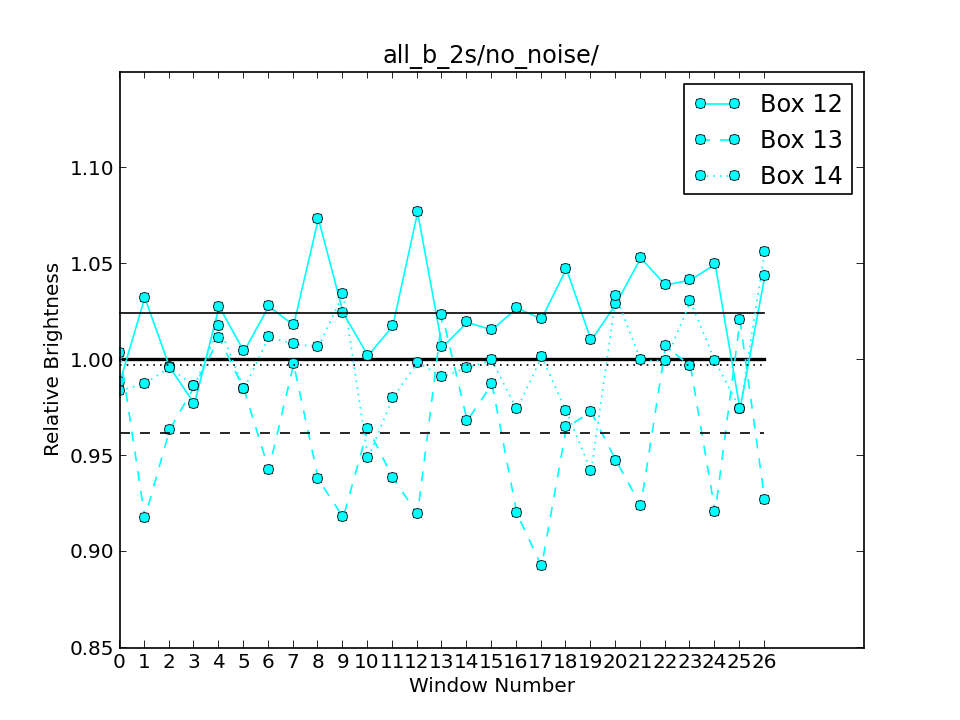 all_b_2s/no_noise/
Box 12
Box 13
Box 14
Relative Brightness
1.10
1.05
1.00
0.95
0.90
0.85
0 1 2 3 4 5 6 7 8 9 10 11 12 13 14 15 16 17 18 19 20 21 22 23 24 25 26
Window Number